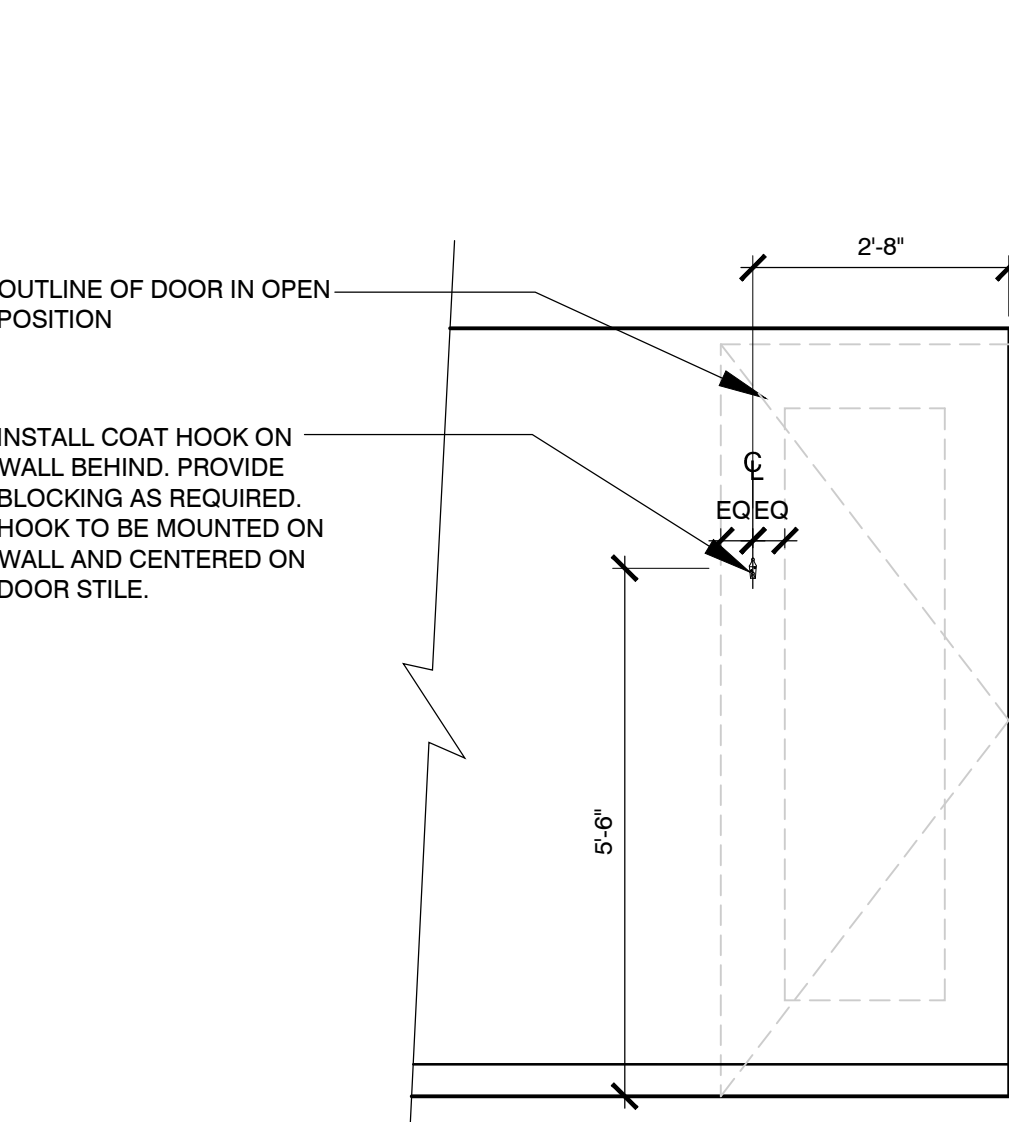 2'-8"
OUTLINE OF DOOR IN OPEN
POSITION
INSTALL COAT HOOK ON
WALL BEHIND. PROVIDE
BLOCKING AS REQUIRED.
HOOK TO BE MOUNTED ON
WALL AND CENTERED ON
DOOR STILE.
CL
EQ EQ
5'-6"